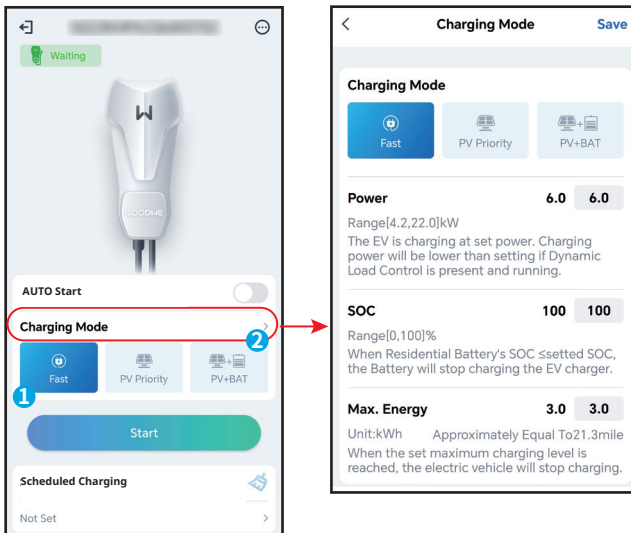 Waiting
GOODWE
AUTO Start
Charging Mode
2
Fast
PV Priority
PV+BAT
1
Start
Scheduled Charging
Not Set
Charging Mode
Save
Charging Mode
Fast
PV Priority
PV+BAT
Power 6.0 6.0
Range[4.2,22.0]kW
The EV is charging at set power. Charging
power will be lower than setting if Dynamic
Load Control is present and running.
SOC 100 100
Range[0,100]%
When Residential Battery's SOC ≤setted SOC,
the Battery will stop charging the EV charger.
Max. Energy 3.0 3.0
Unit:kWh Approximately Equal To21.3mile
When the set maximum charging level is
reached, the electric vehicle will stop charging.